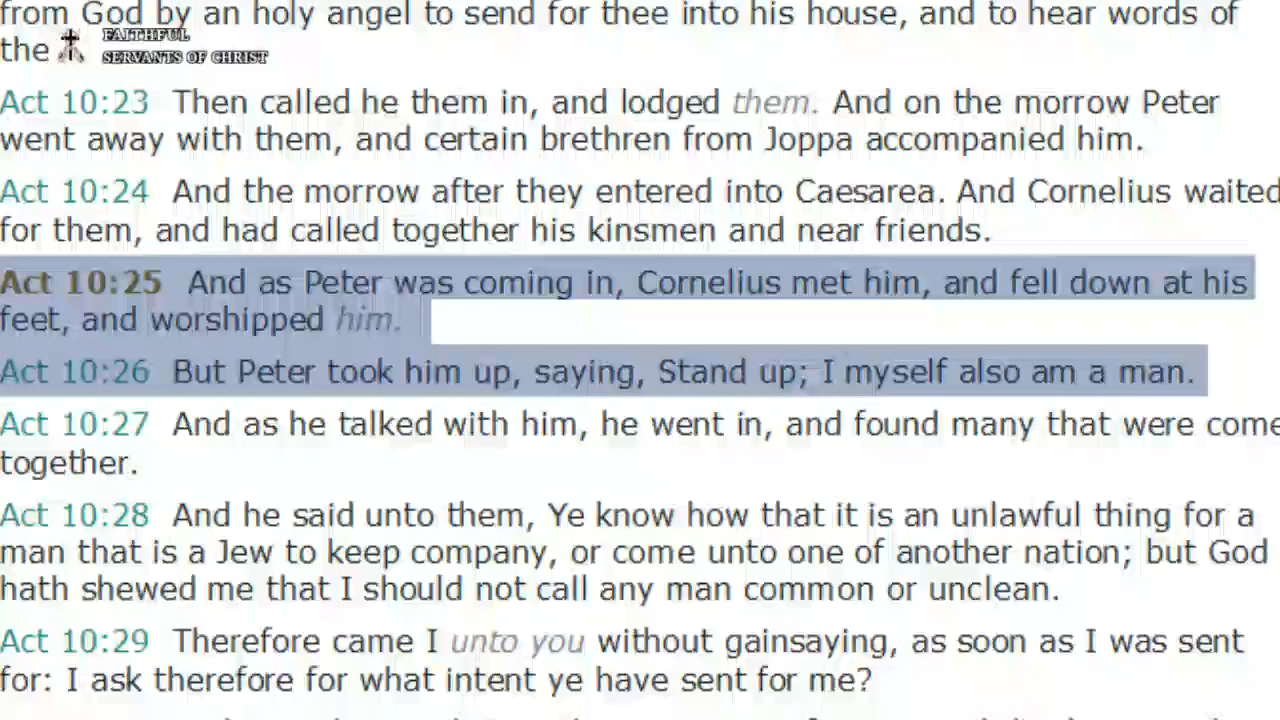 from God by an holy angel to send for thee into his house, and to hear words of
the
FAITHFUL
SERVANTS OF CHRIST
Act 10:23 Then called he them in, and lodged them. And on the morrow Peter
went away with them, and certain brethren from Joppa accompanied him.
Act 10:24 And the morrow after they entered into Caesarea. And Cornelius waited
for them, and had called together his kinsmen and near friends.
Act 10:25 And as Peter was coming in, Cornelius met him, and fell down at his
feet, and worshipped him.
Act 10:26 But Peter took him up, saying, Stand up; I myself also am a man.
Act 10:27 And as he talked with him, he went in, and found many that were come
together.
Act 10:28 And he said unto them, Ye know how that it is an unlawful thing for a
man that is a Jew to keep company, or come unto one of another nation; but God
hath shewed me that I should not call any man common or unclean.
Act 10:29 Therefore came I unto you without gainsaying, as soon as I was sent
for: I ask therefore for what intent ye have sent for me?